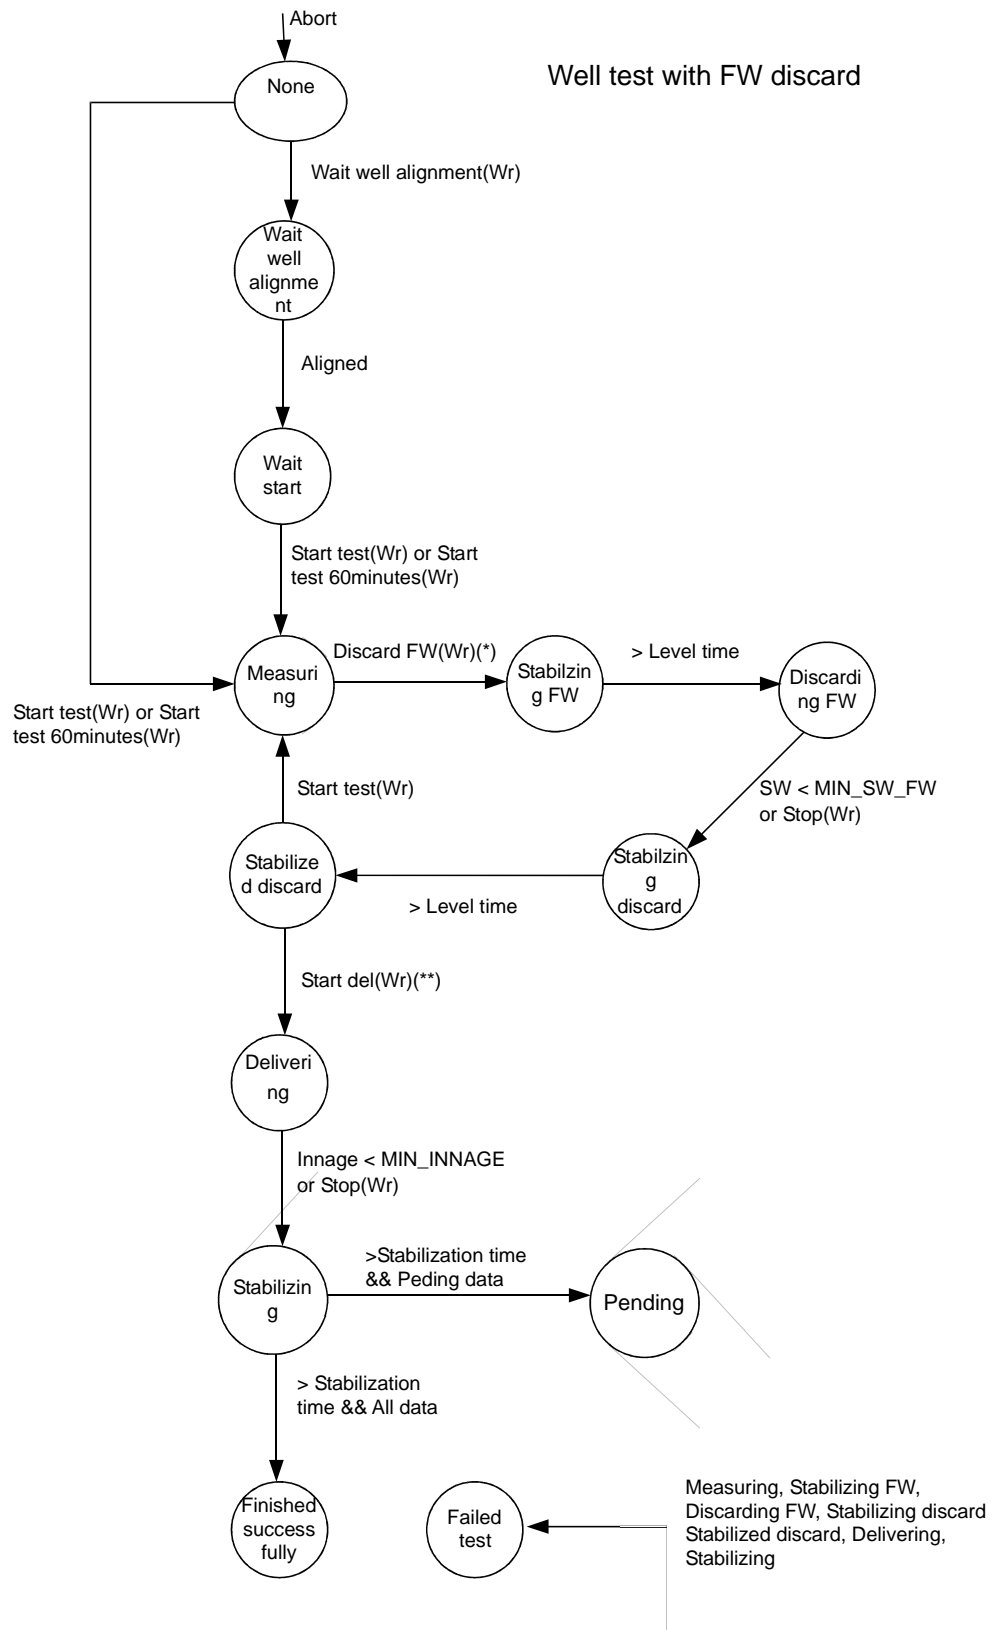 Abort
Well test with FW discard
None
Wait well alignment(Wr)
Wait
well
alignme
nt
Aligned
Wait
start
Start test(Wr) or Start
test 60minutes(Wr)
Measuri
ng
Discard FW(Wr)(*)
Stabilzin
g FW
> Level time
Discardi
ng FW
Start test(Wr) or Start
test 60minutes(Wr)
Start test(Wr)
SW < MIN_SW_FW
or Stop(Wr)
Stabilize
d discard
> Level time
Stabilzin
g
discard
Start del(Wr)(**)
Deliveri
ng
Innage < MIN_INNAGE
or Stop(Wr)
Stabilizin
g
>Stabilization time
&& Peding data
Pending
> Stabilization
time && All data
Finished
success
fully
Failed
test
Measuring, Stabilizing FW,
Discarding FW, Stabilizing discard
Stabilized discard, Delivering,
Stabilizing